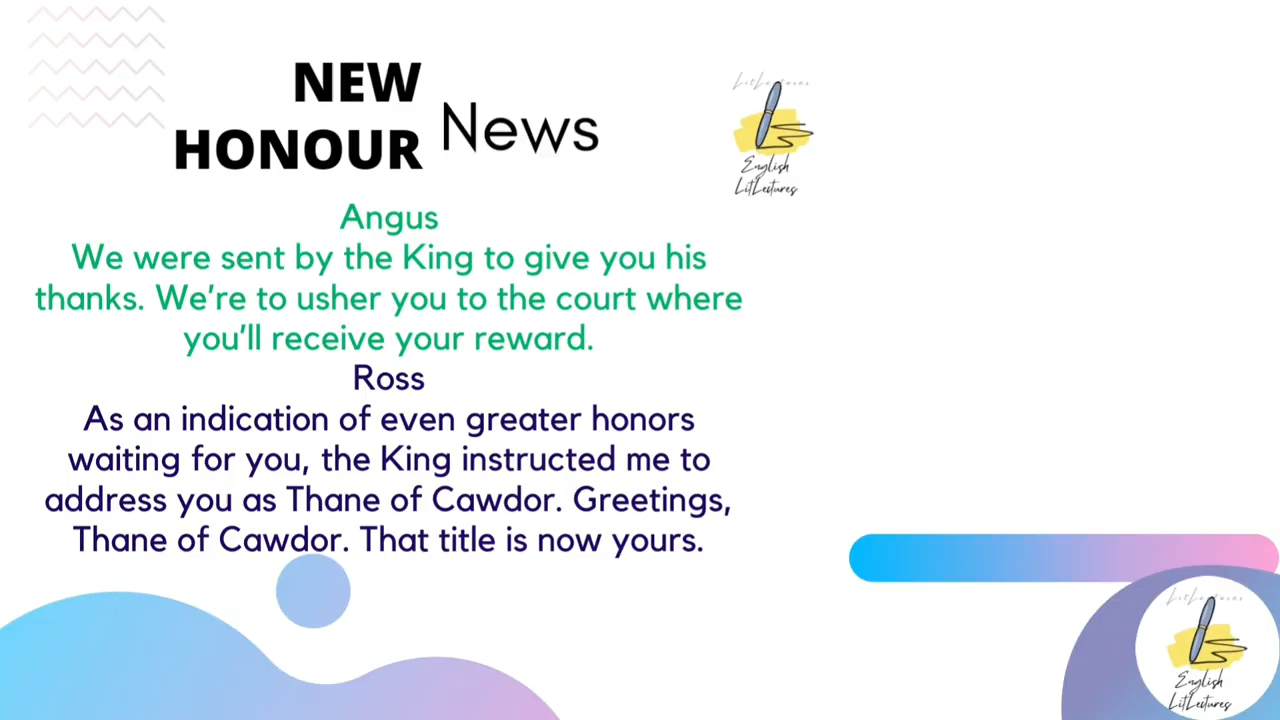 NEW
HONOUR
News
LitLectures
English
LitLectures
Angus
We were sent by the King to give you his
thanks. We're to usher you to the court where
you'll receive your reward.
Ross
As an indication of even greater honors
waiting for you, the King instructed me to
address you as Thane of Cawdor. Greetings,
Thane of Cawdor. That title is now yours.
LitLectures
English
LitLectures